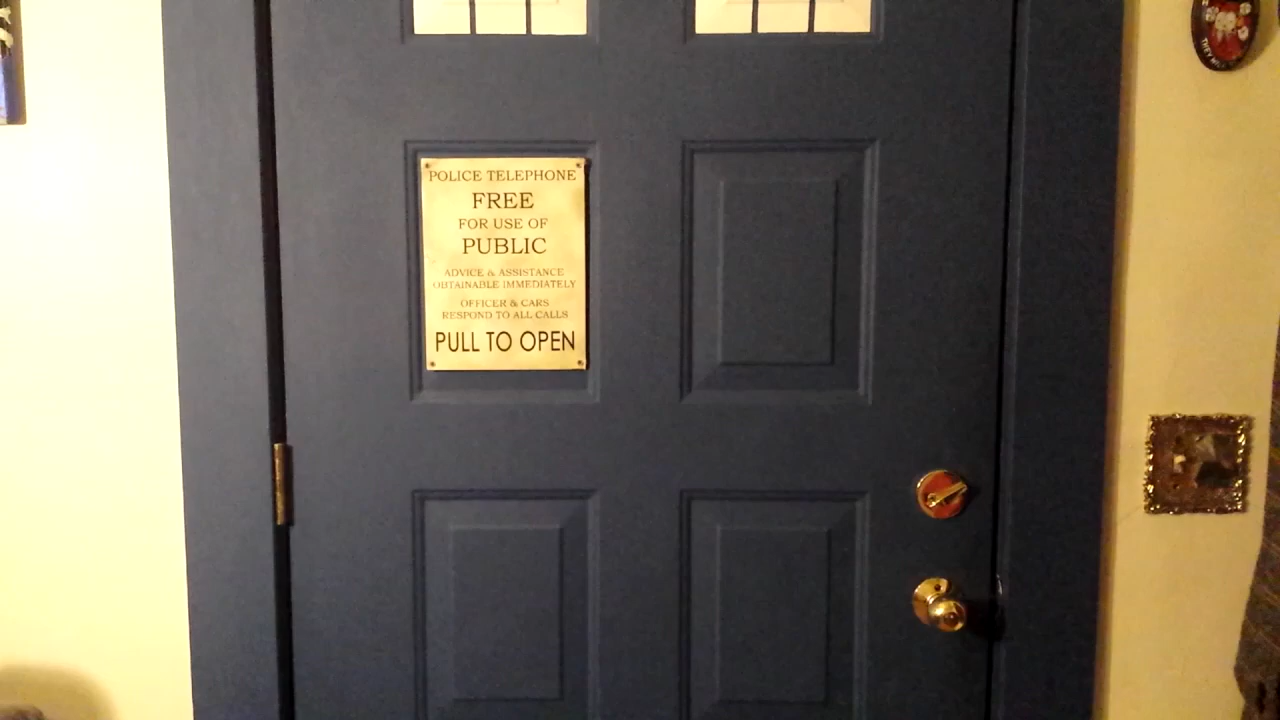 POLICE TELEPHONE
FREE
FOR USE OF
PUBLIC
ADVICE & ASSISTANCE
OBTAINABLE IMMEDIATELY
OFFICER & CARS
RESPOND TO ALL CALLS
PULL TO OPEN